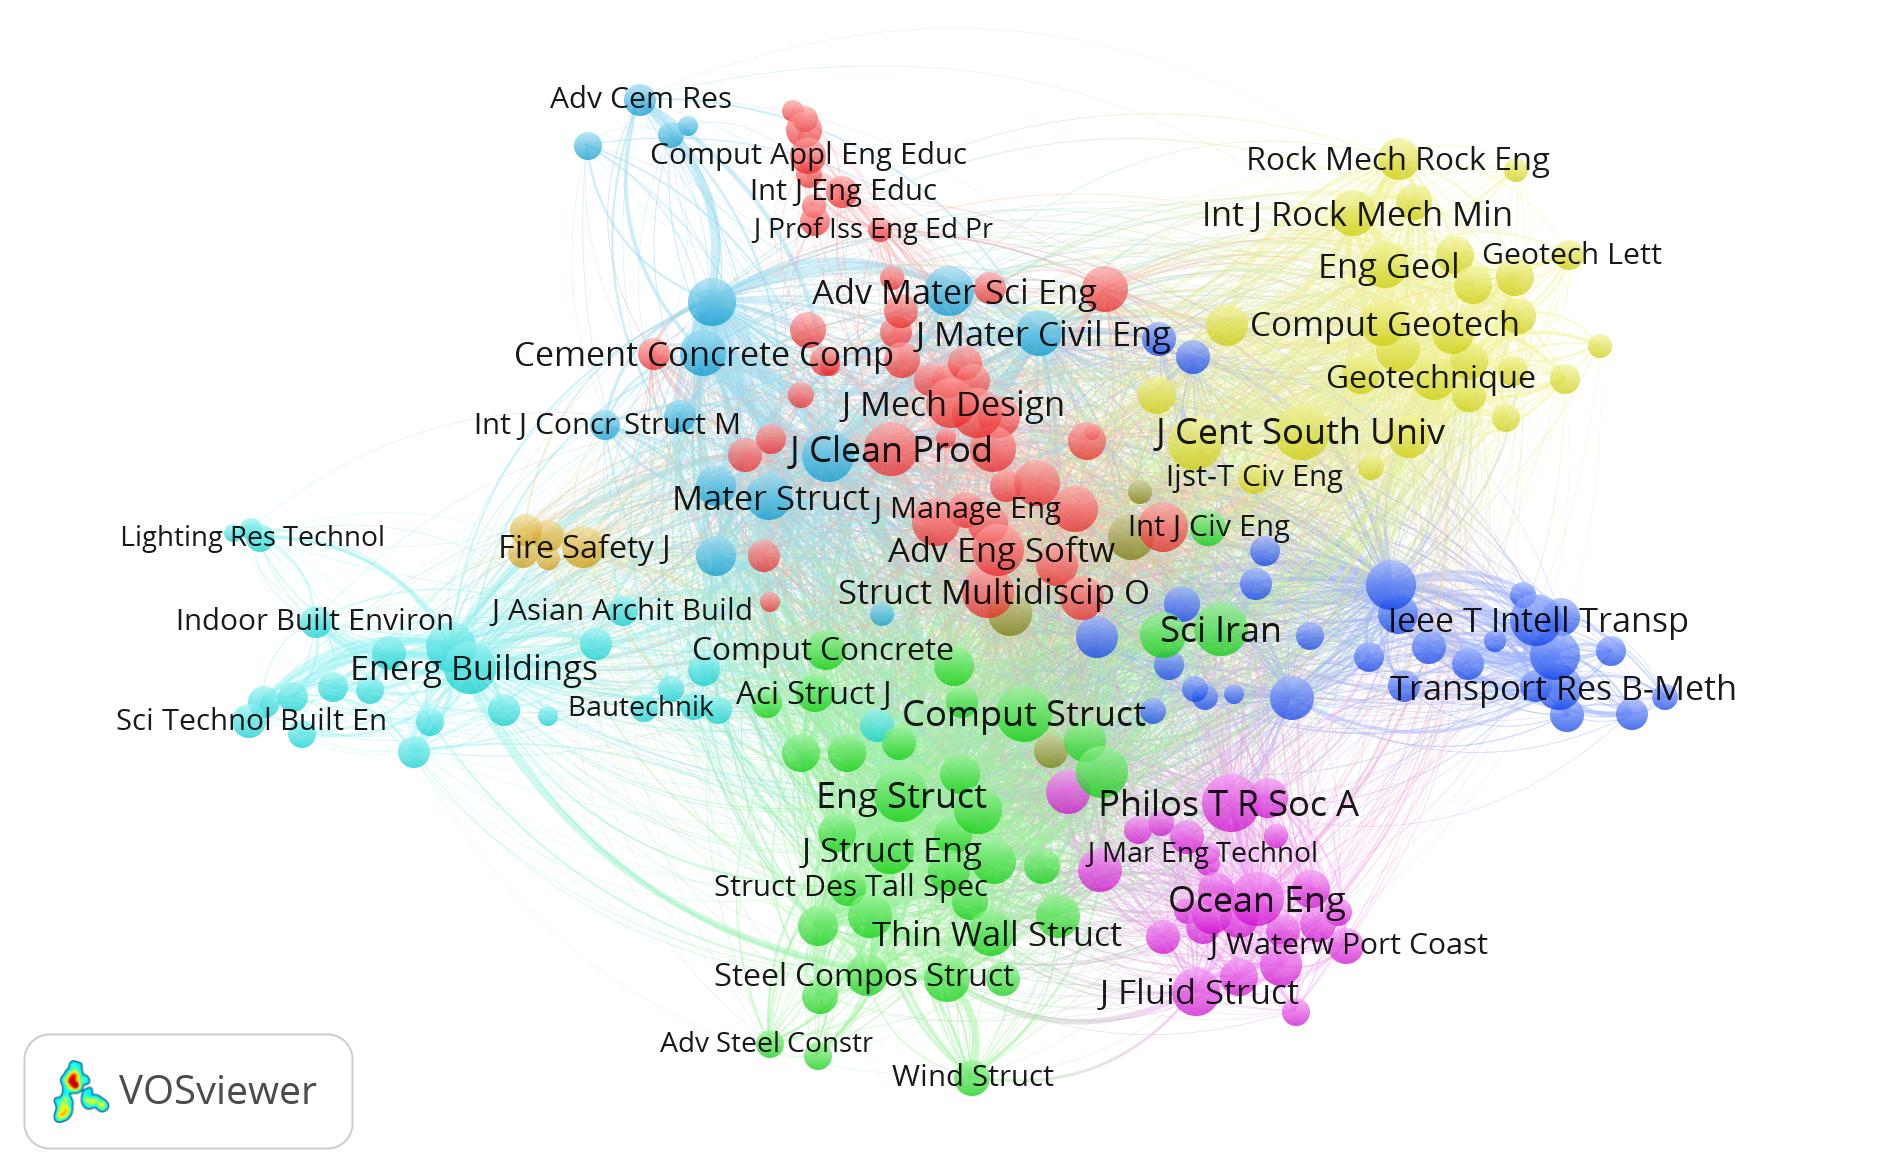 Adv Cem Res
Comput Appl Eng Educ
Rock Mech Rock Eng
Int J Eng Educ
Int J Rock Mech Min
J Prof Iss Eng Ed Pr
Geotech Lett
Eng Geol
Adv Mater Sci Eng
Comput Geotech
J Mater Civil Eng
Cement Concrete Comp
Geotechnique
J Mech Design
Int J Concr Struct M
J Cent South Univ
J Clean Prod
Ijst-T Civ Eng
Mater Struct
J Manage Eng
Int J Civ Eng
Lighting Res Technol
Fire Safety J
Adv Eng Softw
Struct Multidiscip O
J Asian Archit Build
Indoor Built Environ
Ieee T Intell Transp
Sci Iran
Comput Concrete
Energ Buildings
Transport Res B-Meth
Aci Struct J
Bautechnik
Comput Struct
Sci Technol Built En
Eng Struct
Philos T R Soc A
J Struct Eng
J Mar Eng Technol
Struct Des Tall Spec
Ocean Eng
Thin Wall Struct
J Waterw Port Coast
Steel Compos Struct
J Fluid Struct
Adv Steel Constr
Wind Struct
VOSviewer